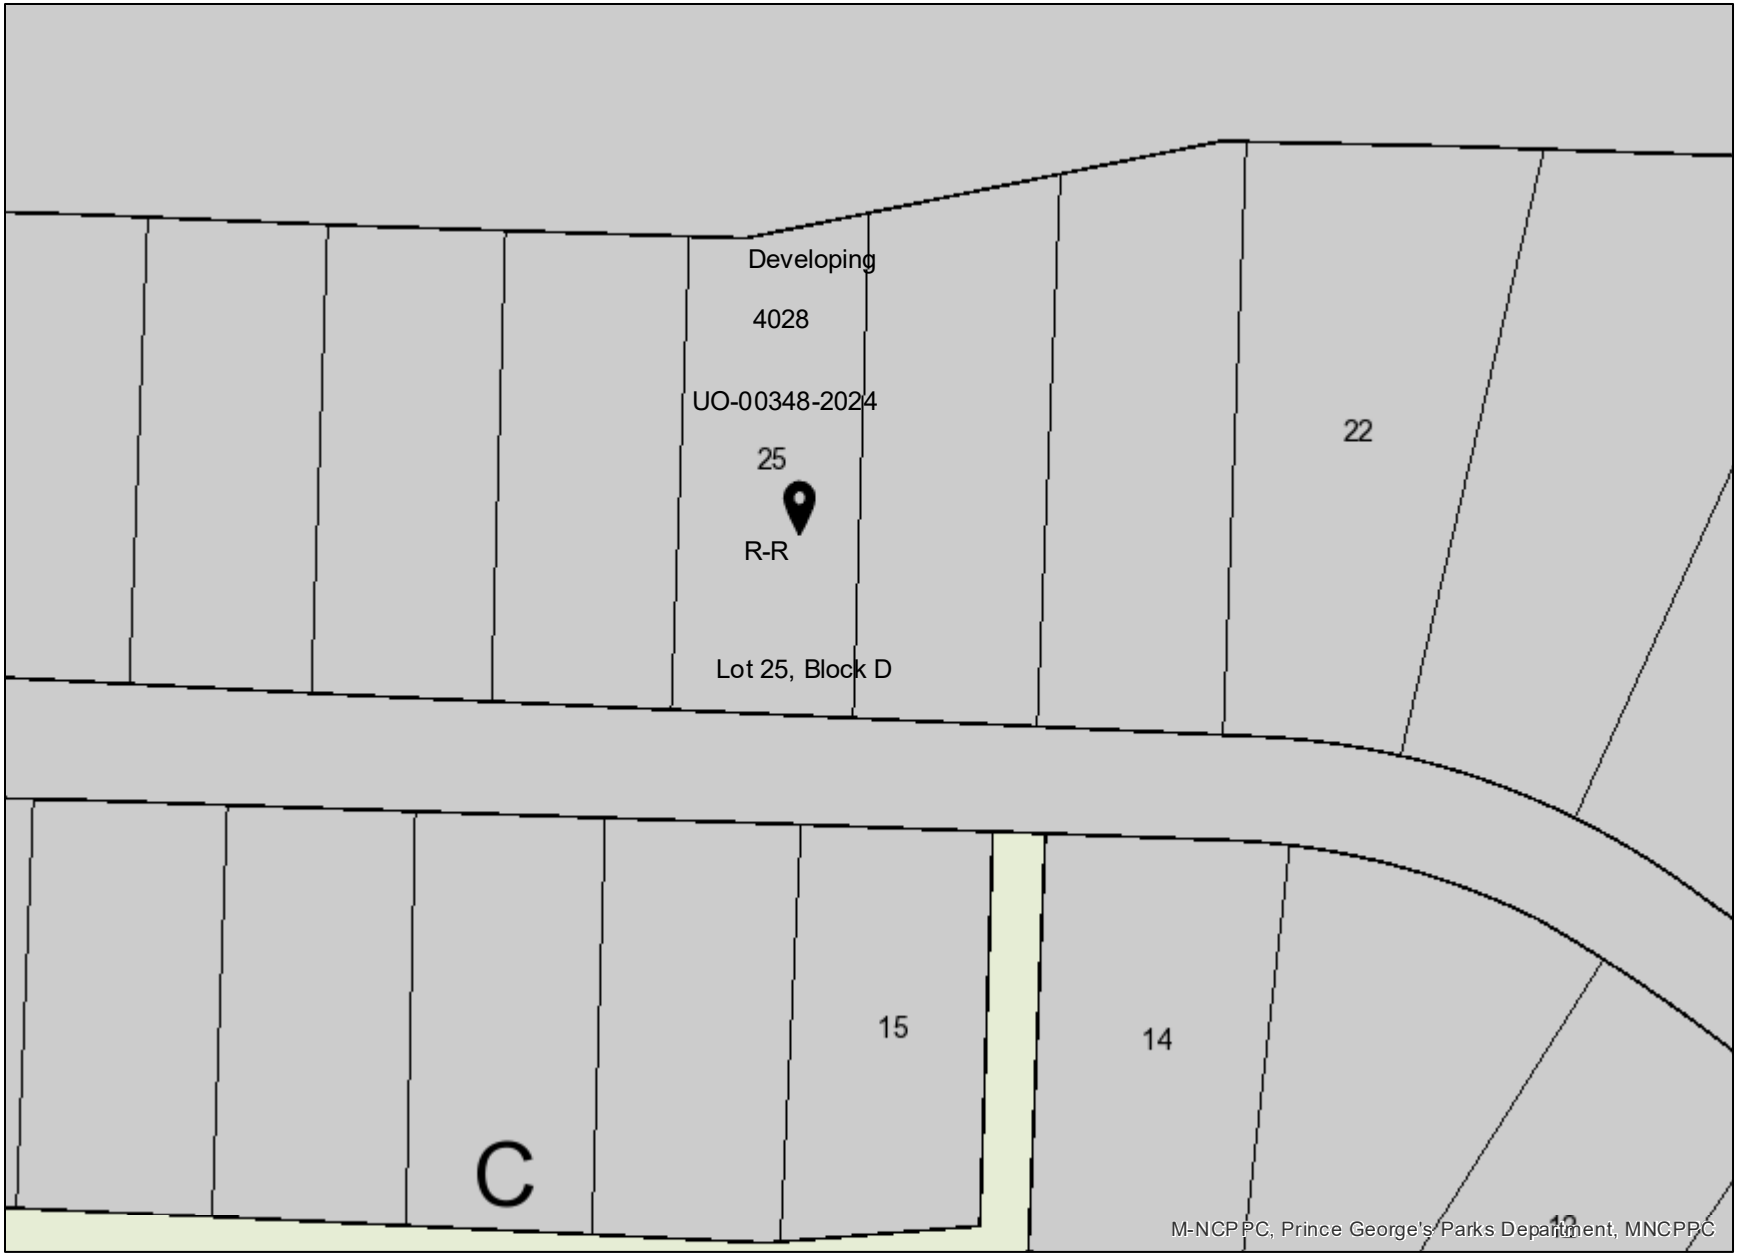 Developing
4028
UO-00348-2024
25
22
R-R
Lot 25, Block D
15
14
C
M-NCPPC, Prince George's Parks Department, MNCPPC